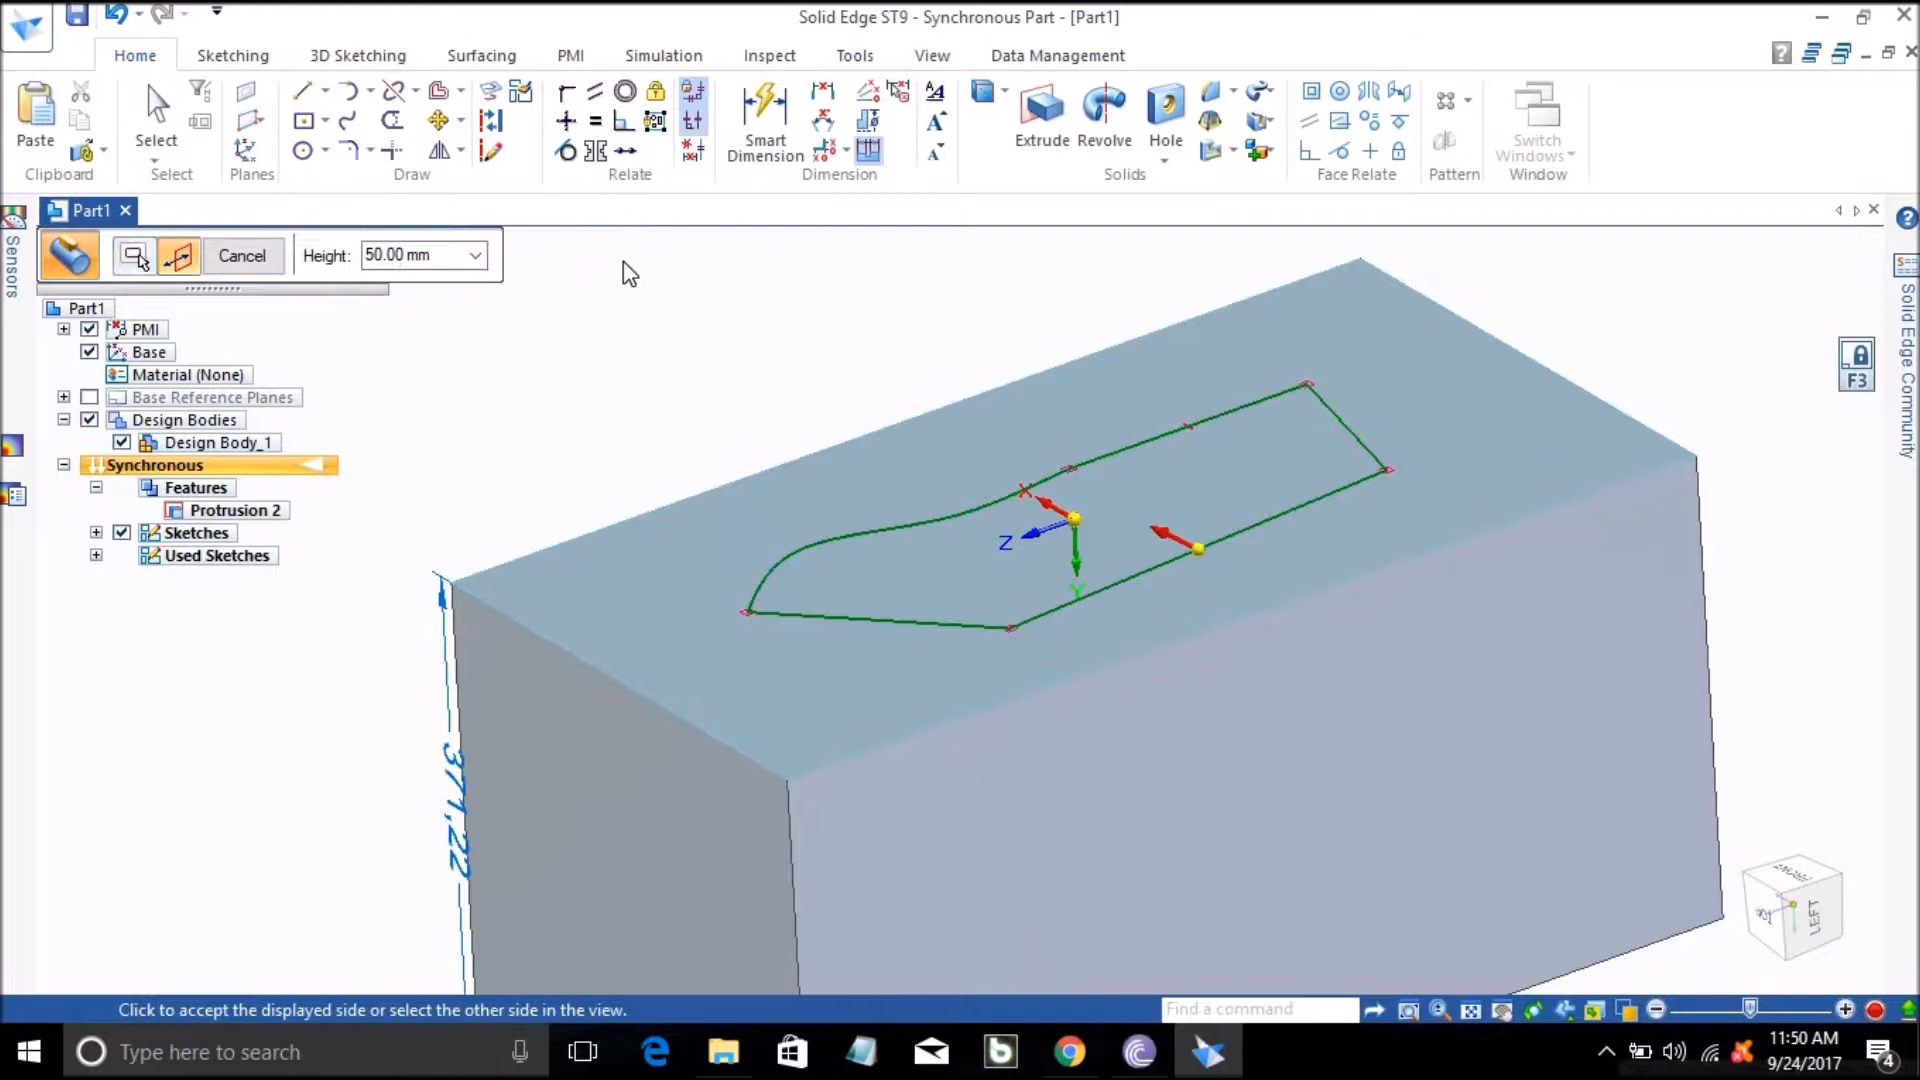 Solid Edge ST9 - Synchronous Part - [Part1]
Home
Sketching
3D Sketching
Surfacing
PMI
Simulation
Inspect
Tools
View
Data Management
Paste
Select
Smart
Dimension
Extrude
Revolve
Hole
Switch
Windows
Clipboard
Select
Planes
Draw
Relate
Dimension
Solids
Face Relate
Pattern
Window
Part1
Sensors
Cancel
Height:
50.00 mm
Part1
PMI
Base
Material (None)
Base Reference Planes
Design Bodies
Design Body_1
Synchronous
Features
Protrusion 2
Sketches
Used Sketches
Solid Edge Community
F3
X
Z
Y
371,22
FRONT
TOP
LEFT
Click to accept the displayed side or select the other side in the view.
Find a command
Type here to search
11:50 AM
9/24/2017
4